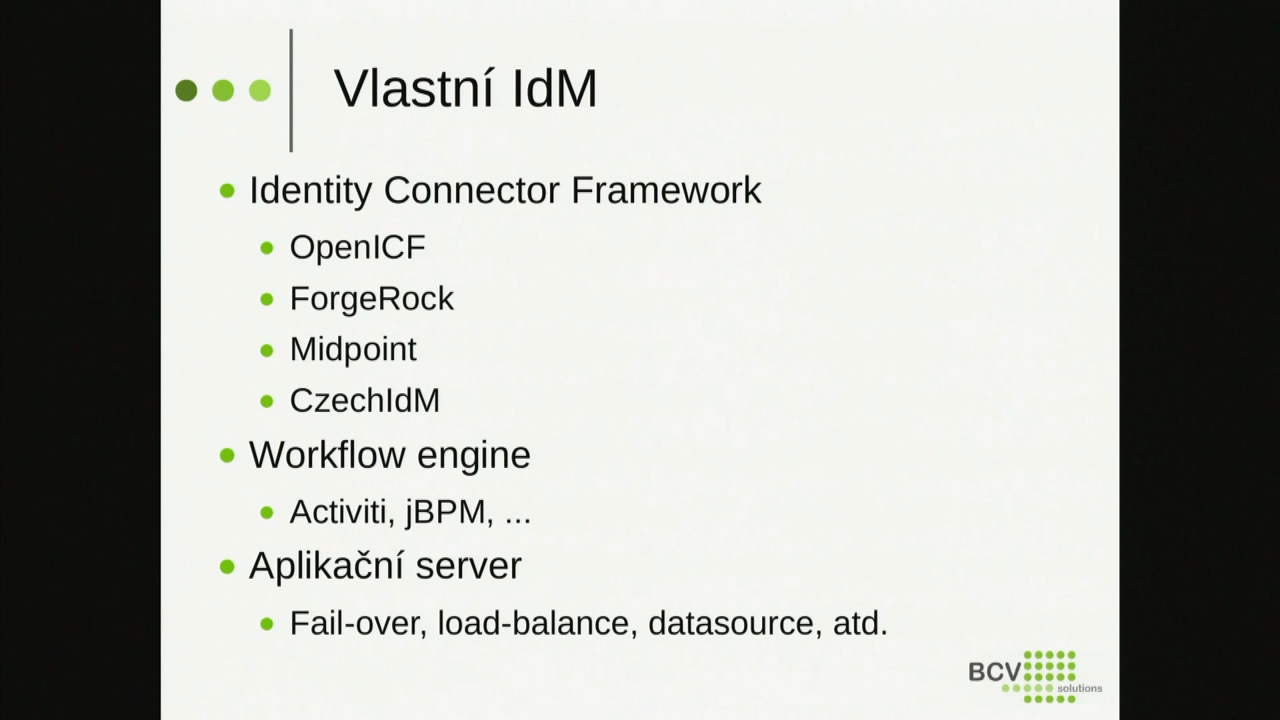 Vlastní IdM
Identity Connector Framework
OpenICF
ForgeRock
Midpoint
CzechIdM
Workflow engine
Activiti, jBPM, ...
Aplikační server
Fail-over, load-balance, datasource, atd.
BCV
solutions